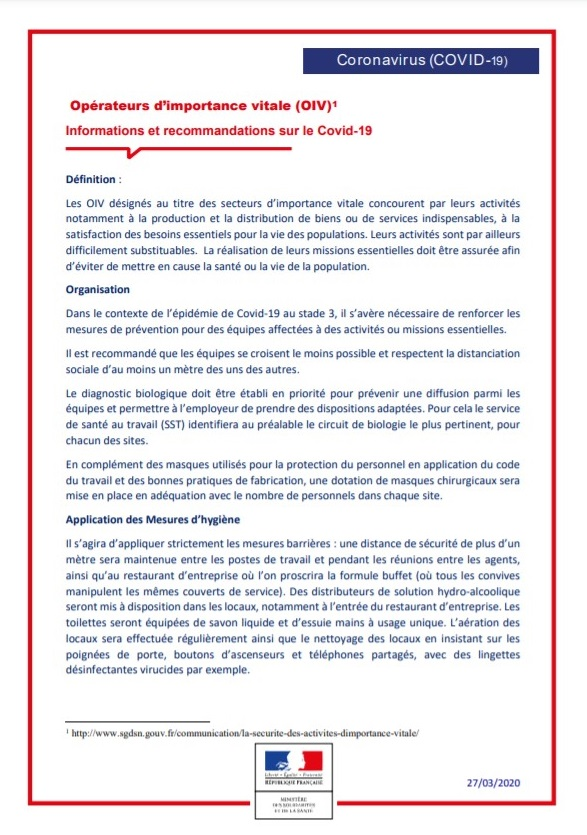 Coronavirus (COVID-19)
Opérateurs d’importance vitale (OIV)¹
Informations et recommandations sur le Covid-19
Définition :
Les OIV désignés au titre des secteurs d’importance vitale concourent par leurs activités
notamment à la production et la distribution de biens ou de services indispensables, à la
satisfaction des besoins essentiels pour la vie des populations. Leurs activités sont par ailleurs
difficilement substituables. La réalisation de leurs missions essentielles doit être assurée afin
d’éviter de mettre en cause la santé ou la vie de la population.
Organisation
Dans le contexte de l’épidémie de Covid-19 au stade 3, il s’avère nécessaire de renforcer les
mesures de prévention pour des équipes affectées à des activités ou missions essentielles.
Il est recommandé que les équipes se croisent le moins possible et respectent la distanciation
sociale d’au moins un mètre des uns des autres.
Le diagnostic biologique doit être établi en priorité pour prévenir une diffusion parmi les
équipes et permettre à l’employeur de prendre des dispositions adaptées. Pour cela le service
de santé au travail (SST) identifiera au préalable le circuit de biologie le plus pertinent, pour
chacun des sites.
En complément des masques utilisés pour la protection du personnel en application du code
du travail et des bonnes pratiques de fabrication, une dotation de masques chirurgicaux sera
mise en place en adéquation avec le nombre de personnels dans chaque site.
Application des Mesures d’hygiène
Il s’agira d’appliquer strictement les mesures barrières : une distance de sécurité de plus d’un
mètre sera maintenue entre les postes de travail et pendant les réunions entre les agents,
ainsi qu’au restaurant d’entreprise où l’on proscrira la formule buffet (où tous les convives
manipulent les mêmes couverts de service). Des distributeurs de solution hydro-alcoolique
seront mis à disposition dans les locaux, notamment à l’entrée du restaurant d’entreprise. Les
toilettes seront équipées de savon liquide et d’essuie mains à usage unique. L’aération des
locaux sera effectuée régulièrement ainsi que le nettoyage des locaux en insistant sur les
poignées de porte, boutons d’ascenseurs et téléphones partagés, avec des lingettes
désinfectantes virucides par exemple.
¹ http://www.sgdsn.gouv.fr/communication/la-securite-des-activites-dimportance-vitale/
Liberté • Égalité • Fraternité
RÉPUBLIQUE FRANÇAISE
MINISTÈRE
DES SOLIDARITÉS
ET DE LA SANTÉ
27/03/2020